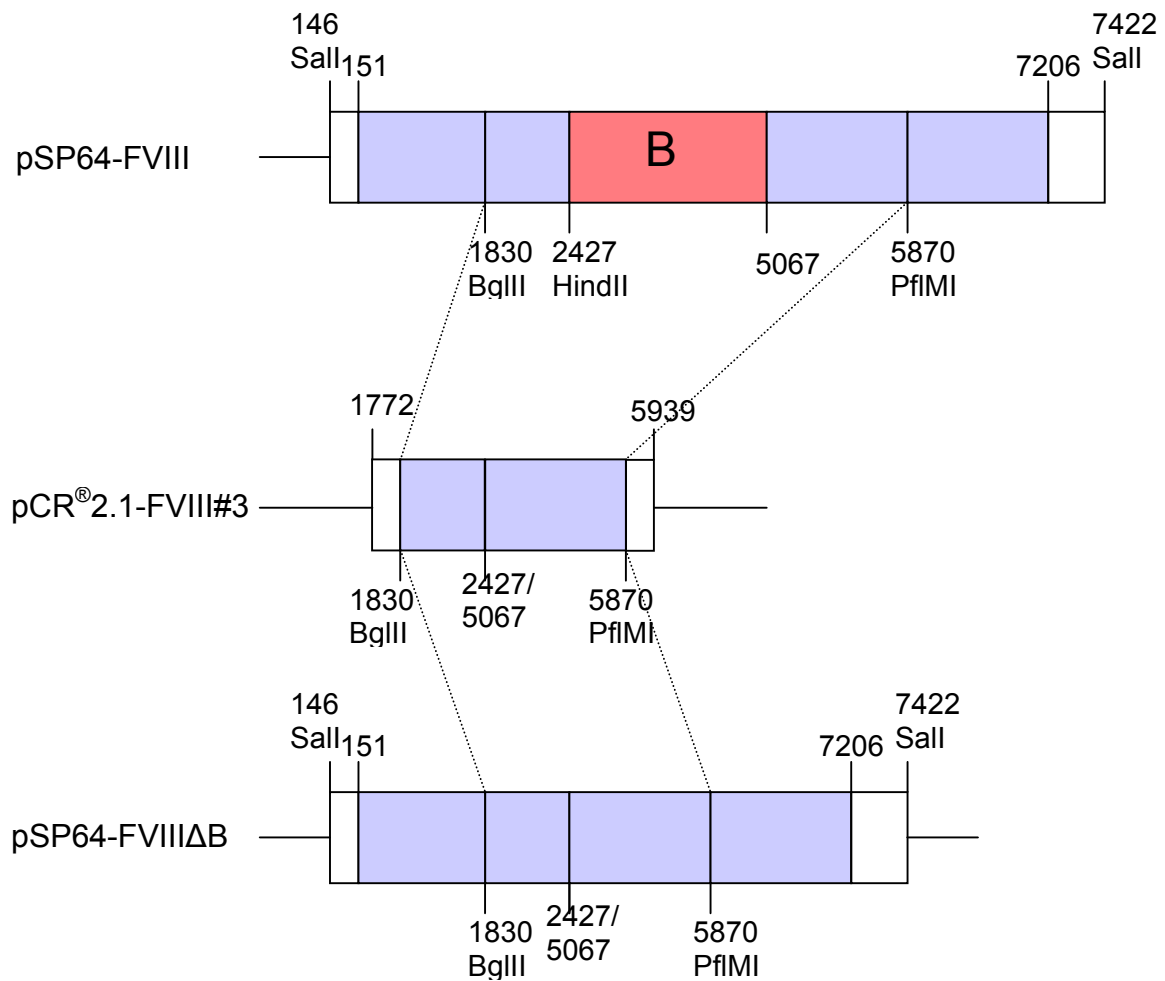 146
SalI
151
7206
7422
SalI
pSP64-FVIII
B
1830
BglII
2427
HindII
5067
5870
PflMI
1772
5939
pCR®2.1-FVIII#3
1830
BglII
2427/
5067
5870
PflMI
146
SalI
151
7206
7422
SalI
pSP64-FVIIIΔB
1830
BglII
2427/
5067
5870
PflMI